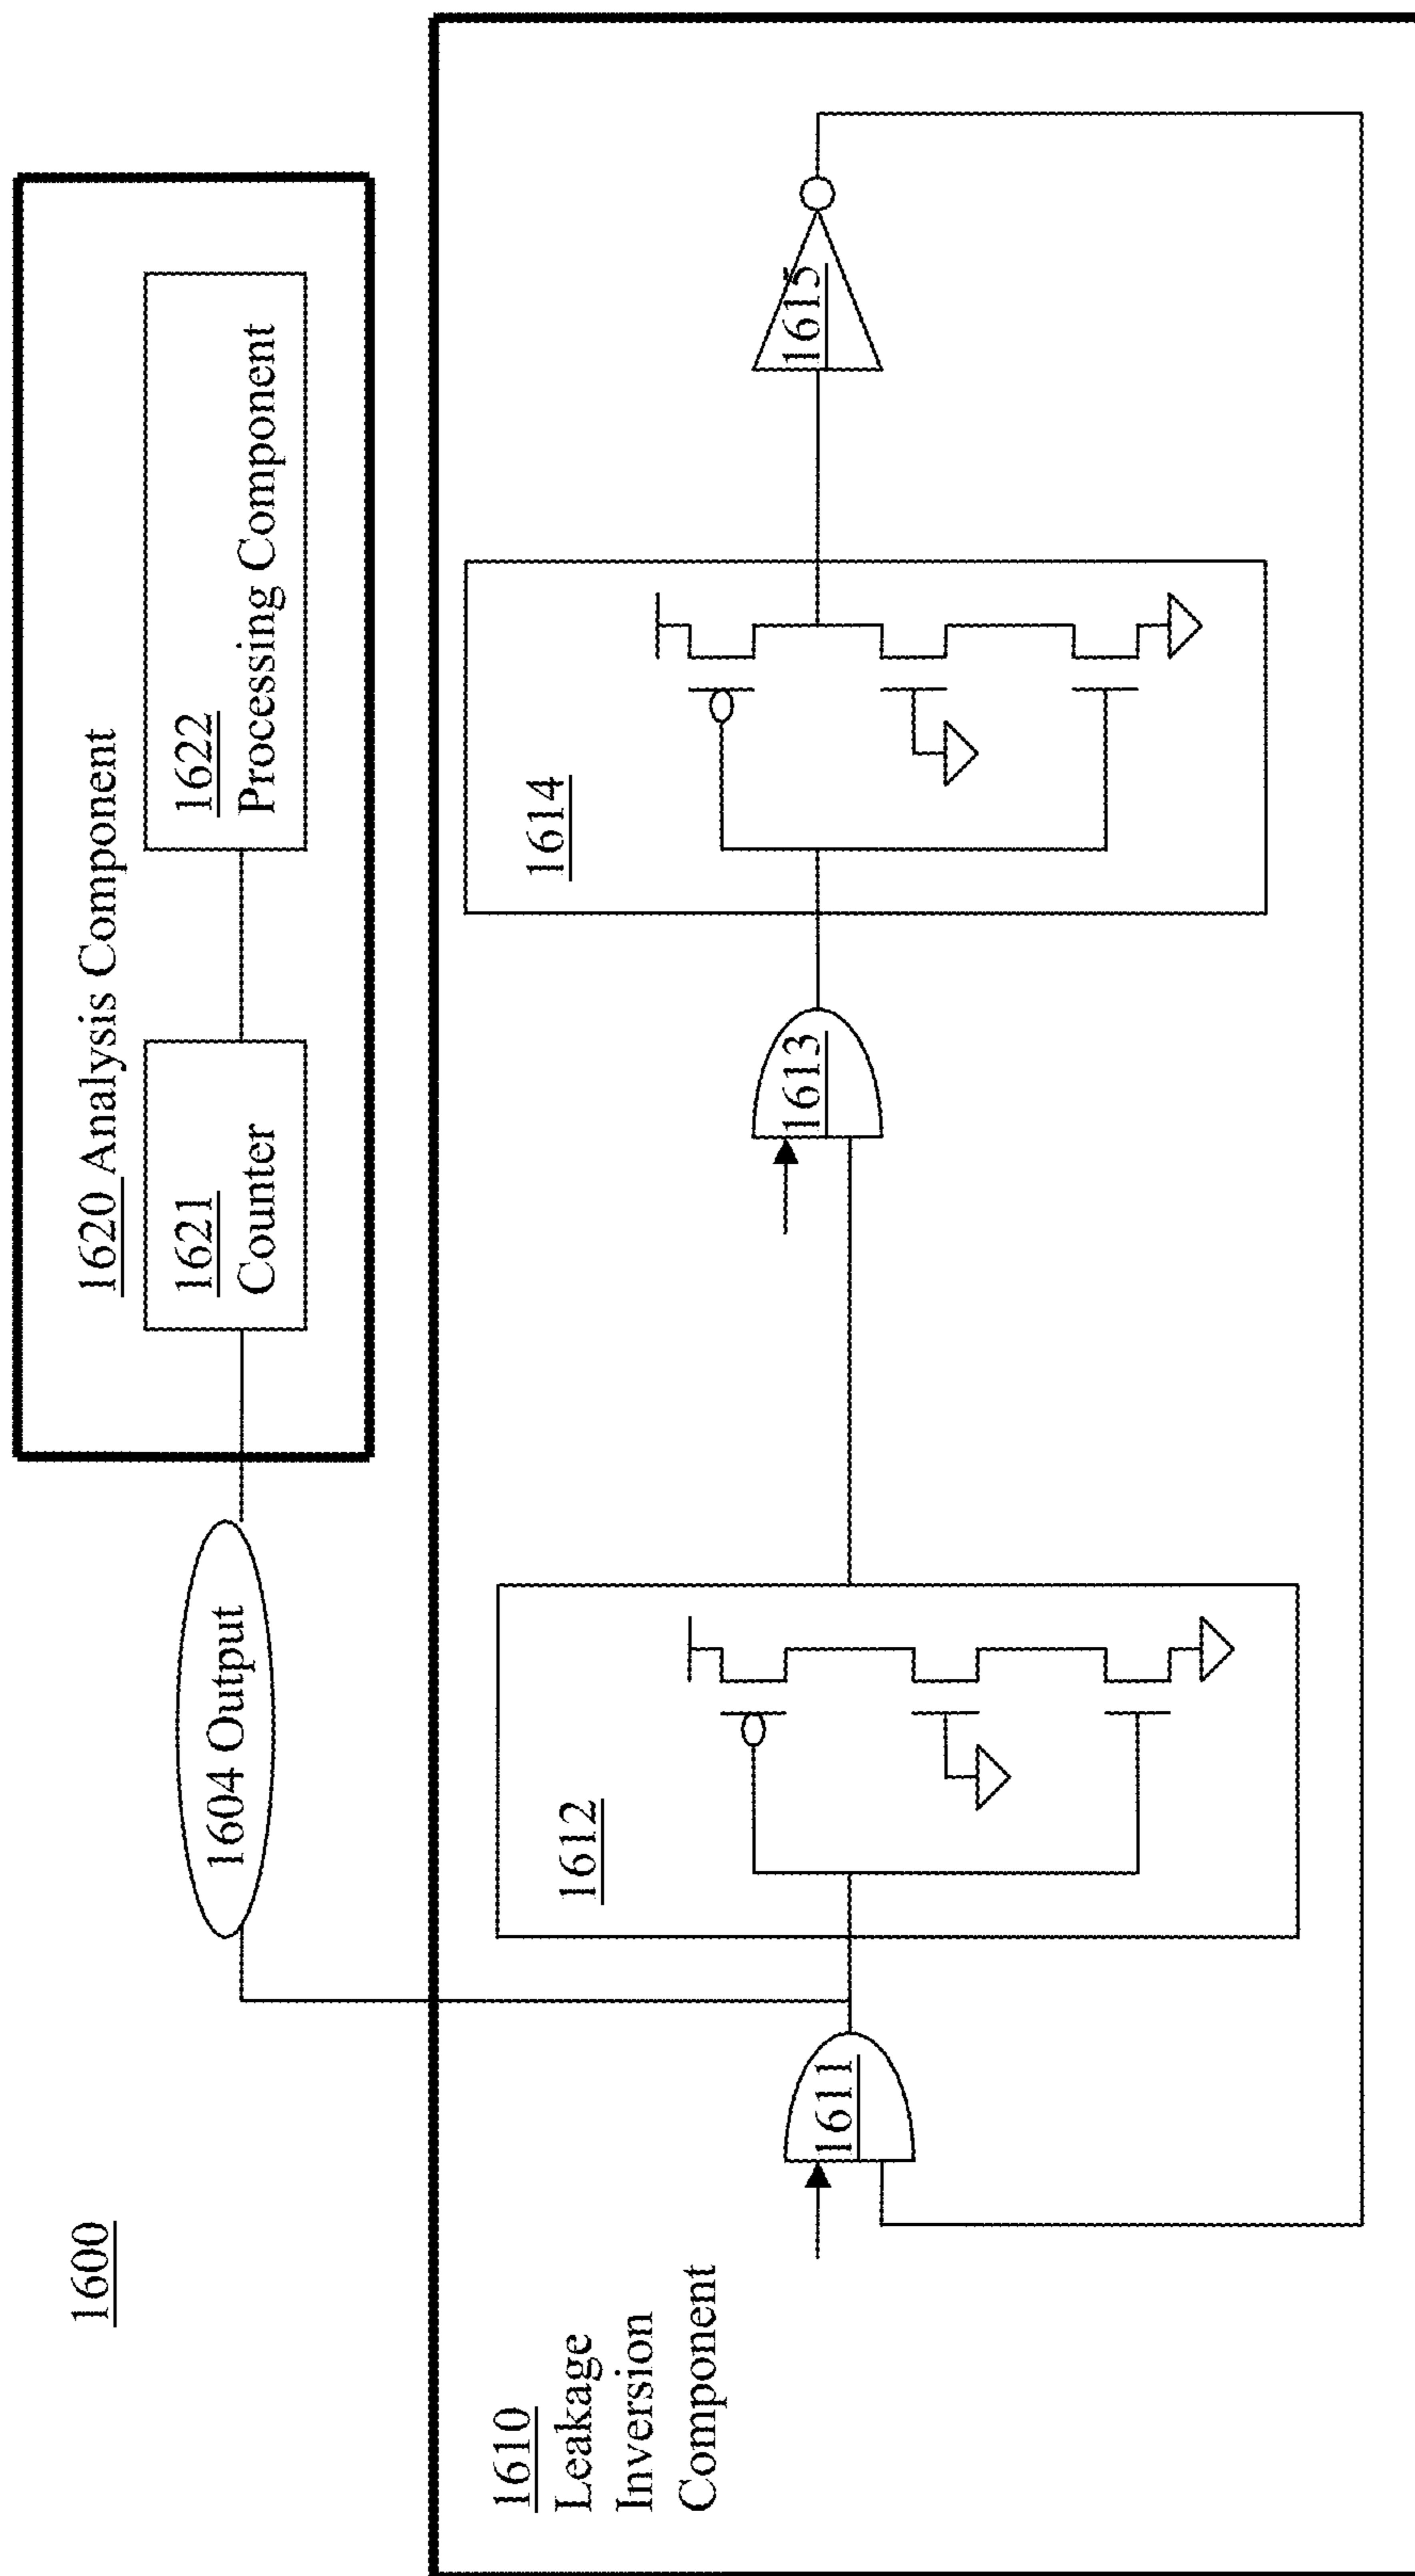 1600
1620 Analysis Component
1621
Counter
1622
Processing Component
1604 Output
1610
Leakage
Inversion
Component
1611
1612
1613
1614
1615